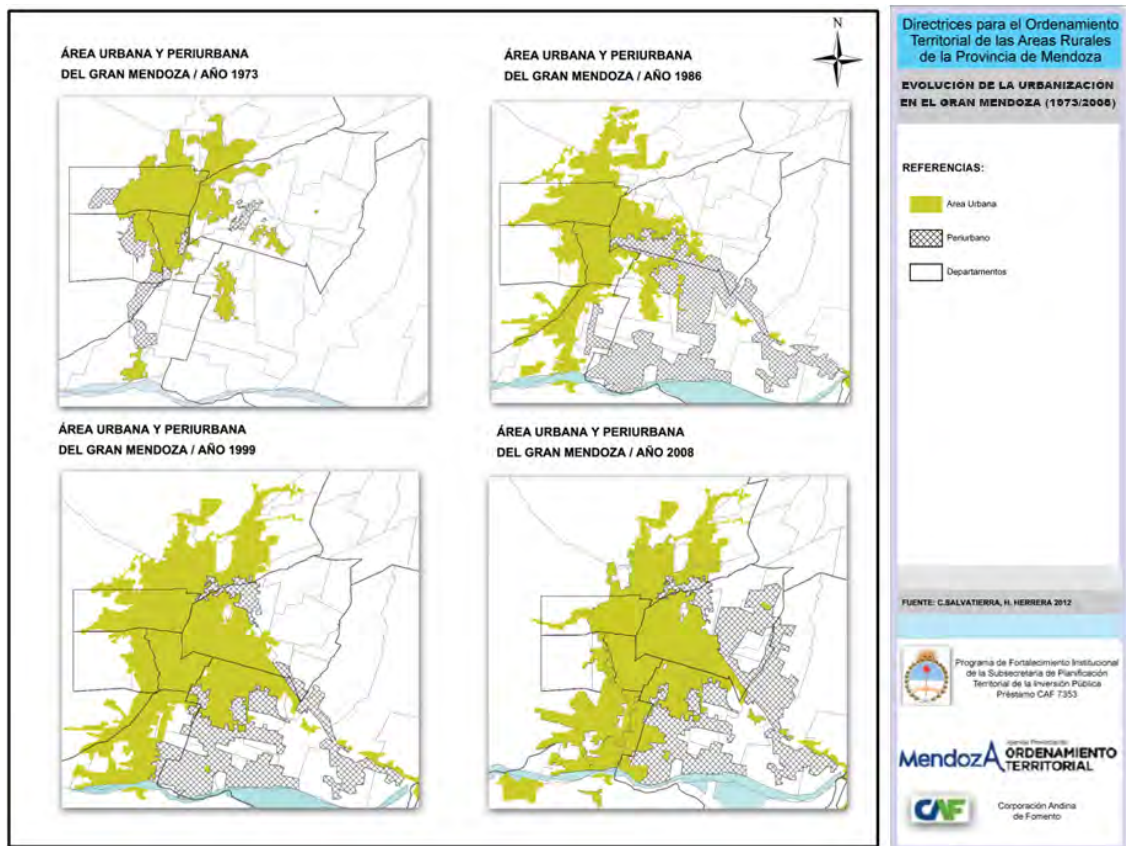 ÁREA URBANA Y PERIURBANA
DEL GRAN MENDOZA / AÑO 1973
ÁREA URBANA Y PERIURBANA
DEL GRAN MENDOZA / AÑO 1986
N
ÁREA URBANA Y PERIURBANA
DEL GRAN MENDOZA / AÑO 1999
ÁREA URBANA Y PERIURBANA
DEL GRAN MENDOZA / AÑO 2008
Directrices para el Ordenamiento
Territorial de las Areas Rurales
de la Provincia de Mendoza
EVOLUCIÓN DE LA URBANIZACIÓN
EN EL GRAN MENDOZA (1973/2008)
REFERENCIAS:
Area Urbana
Periurbano
Departamentos
FUENTE: C.SALVATIERRA, H. HERRERA 2012
Programa de Fortalecimiento Institucional
de la Subsecretaria de Planificación
Territorial de la Inversión Pública
Préstamo CAF 7353
MendozA
ORDENAMIENTO
TERRITORIAL
CAF
Corporación Andina
de Fomento